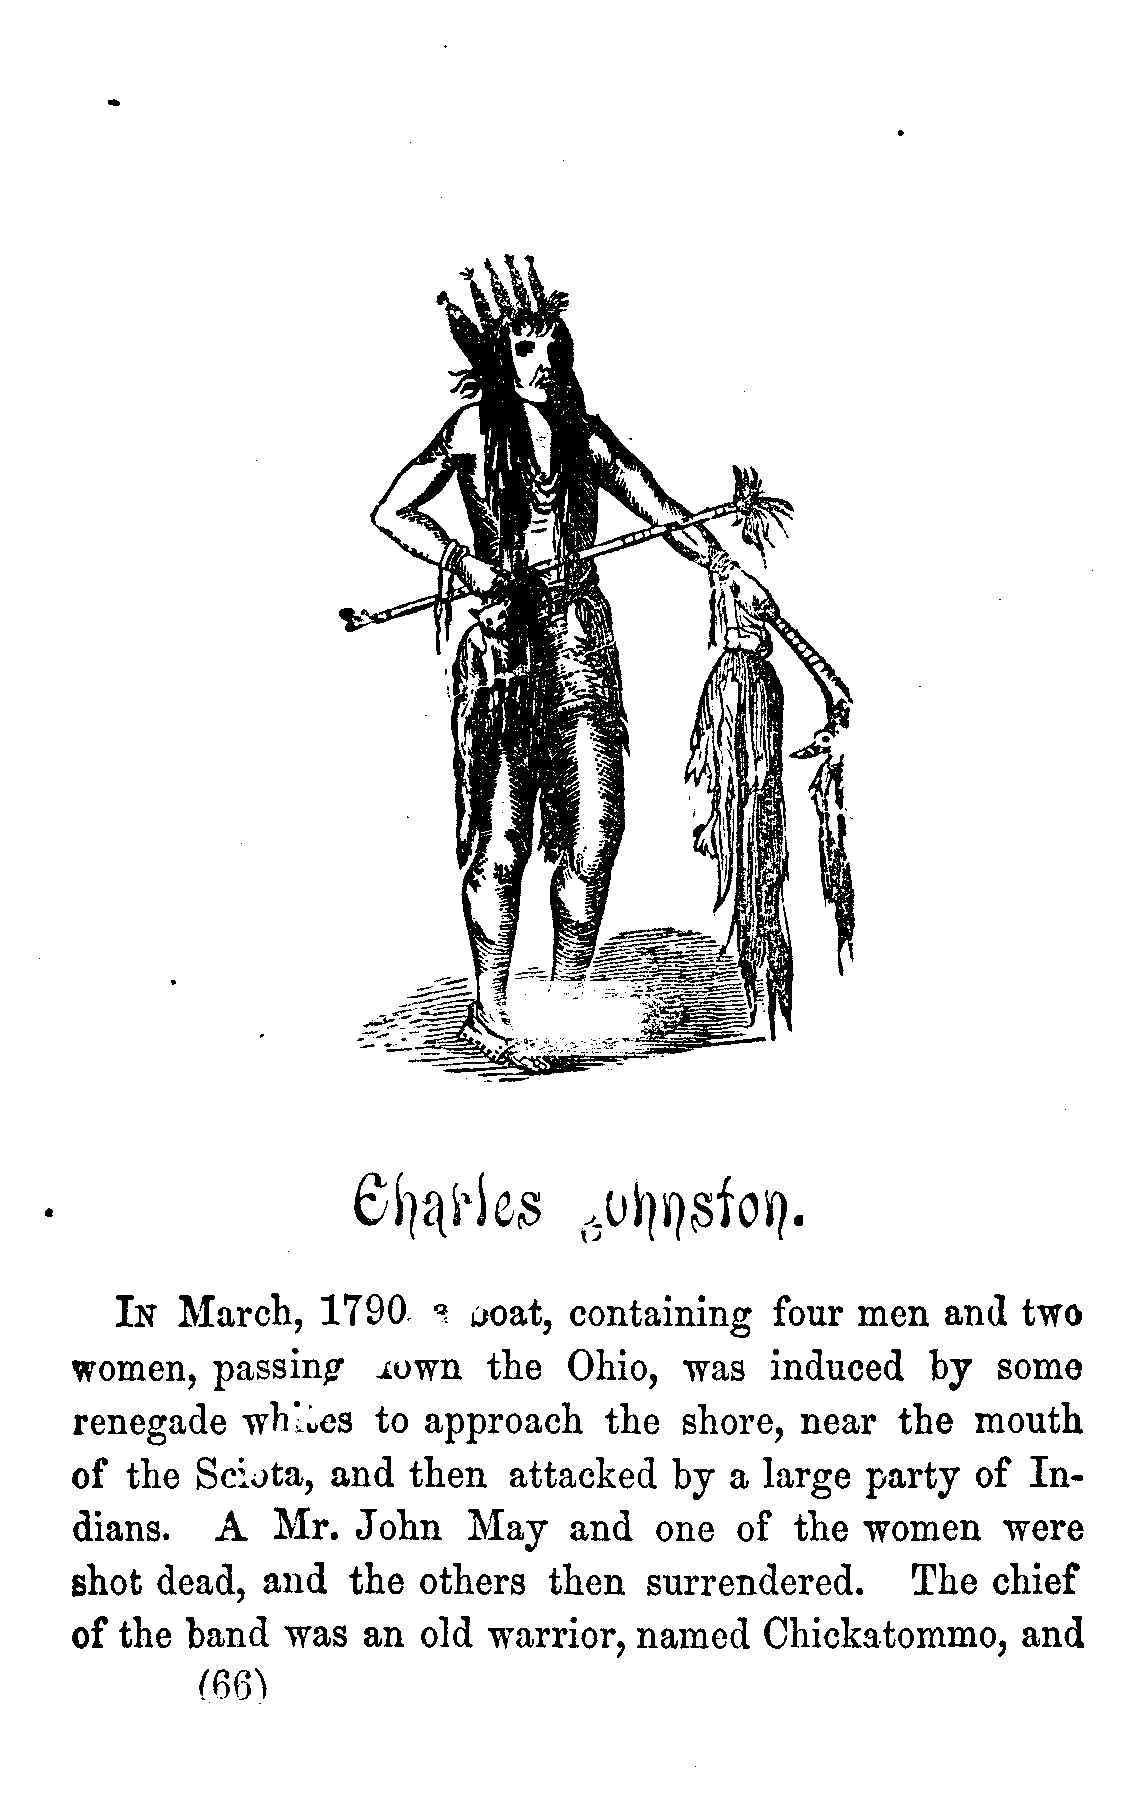 Charles Johnston.
IN March, 1790 a boat, containing four men and two
women, passing down the Ohio, was induced by some
renegade whites to approach the shore, near the mouth
of the Sciota, and then attacked by a large party of In-
dians. A Mr. John May and one of the women were
shot dead, and the others then surrendered. The chief
of the band was an old warrior, named Chickatommo, and
(66)